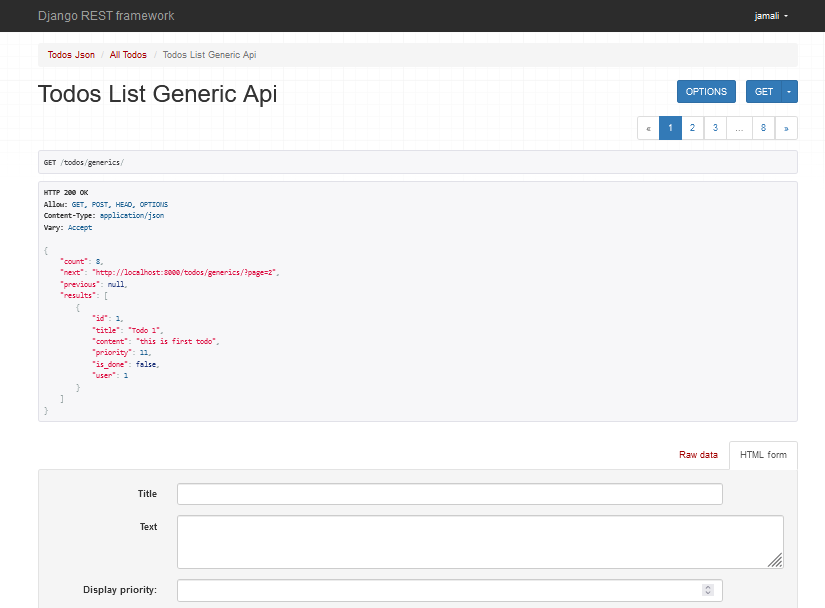 Django REST framework
jamali
Todos Json / All Todos / Todos List Generic Api
Todos List Generic Api
OPTIONS GET
« 1 2 3 … 8 »
GET /todos/generics/
HTTP 200 OK
Allow: GET, POST, HEAD, OPTIONS
Content-Type: application/json
Vary: Accept
{
    "count": 8,
    "next": "http://localhost:8000/todos/generics/?page=2",
    "previous": null,
    "results": [
        {
            "id": 1,
            "title": "Todo 1",
            "content": "this is first todo",
            "priority": 11,
            "is_done": false,
            "user": 1
        }
    ]
}
Raw data HTML form
Title
Text
Display priority: